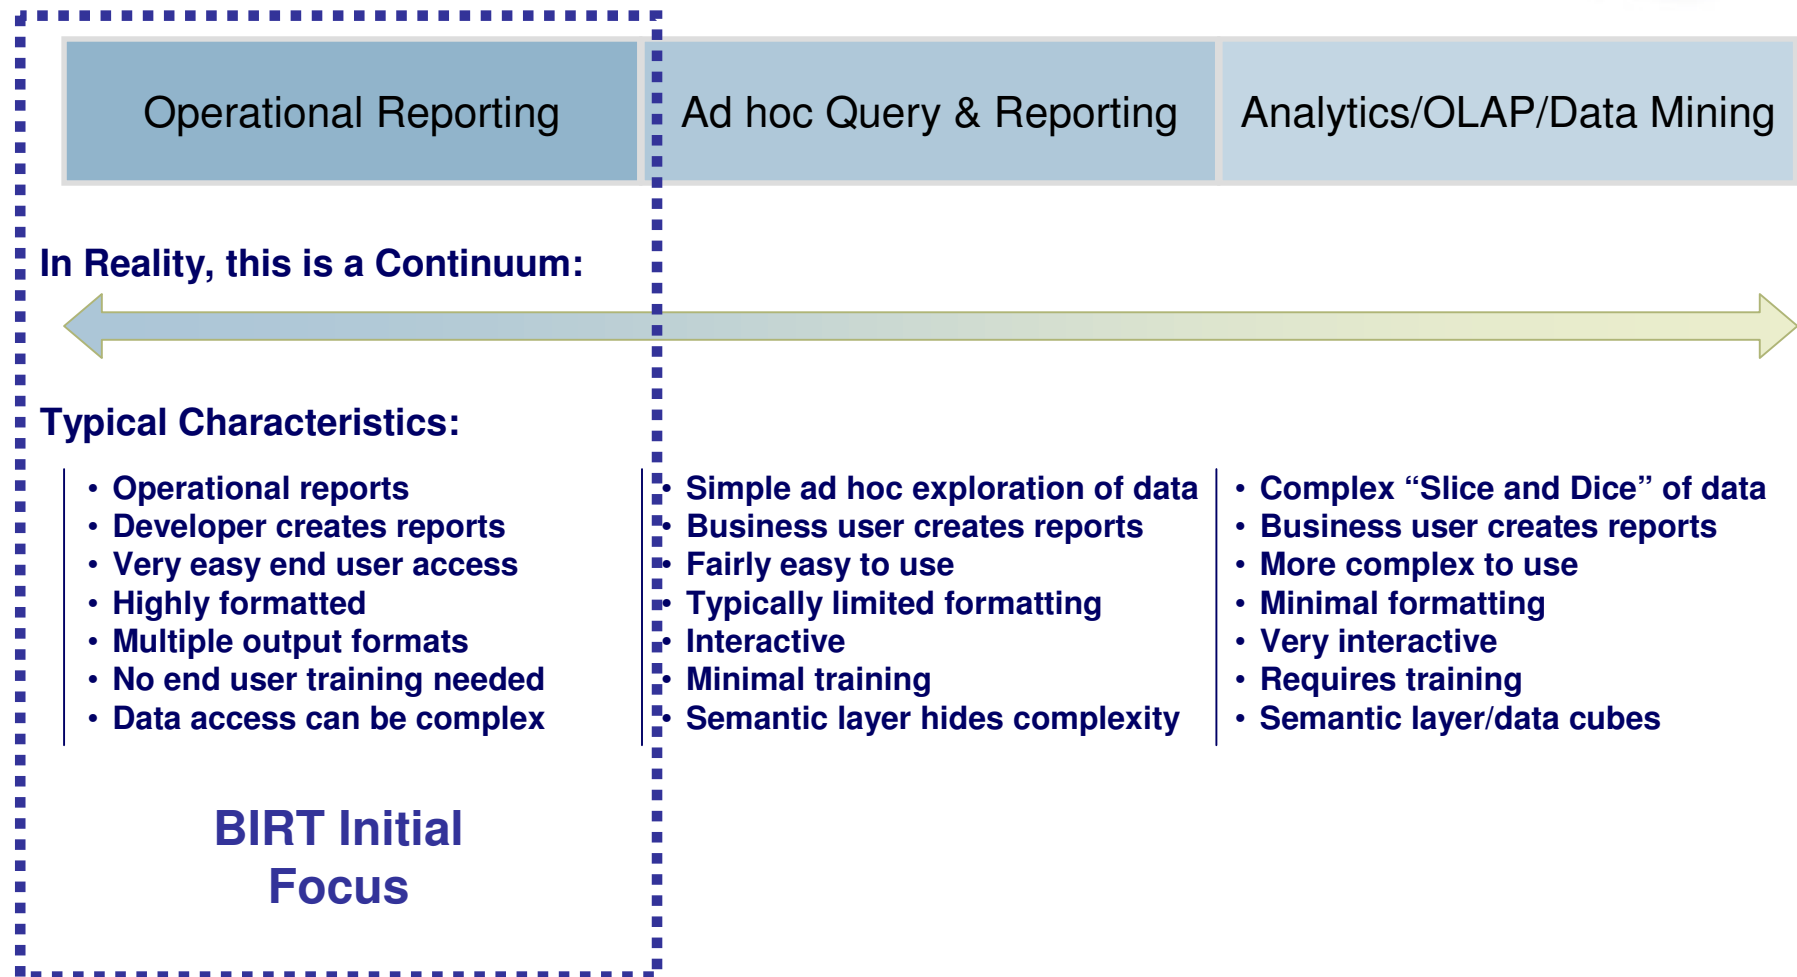 Operational Reporting
Ad hoc Query & Reporting
Analytics/OLAP/Data Mining
In Reality, this is a Continuum:
Typical Characteristics:
• Operational reports
• Developer creates reports
• Very easy end user access
• Highly formatted
• Multiple output formats
• No end user training needed
• Data access can be complex
• Simple ad hoc exploration of data
• Business user creates reports
• Fairly easy to use
• Typically limited formatting
• Interactive
• Minimal training
• Semantic layer hides complexity
• Complex “Slice and Dice” of data
• Business user creates reports
• More complex to use
• Minimal formatting
• Very interactive
• Requires training
• Semantic layer/data cubes
BIRT Initial
Focus